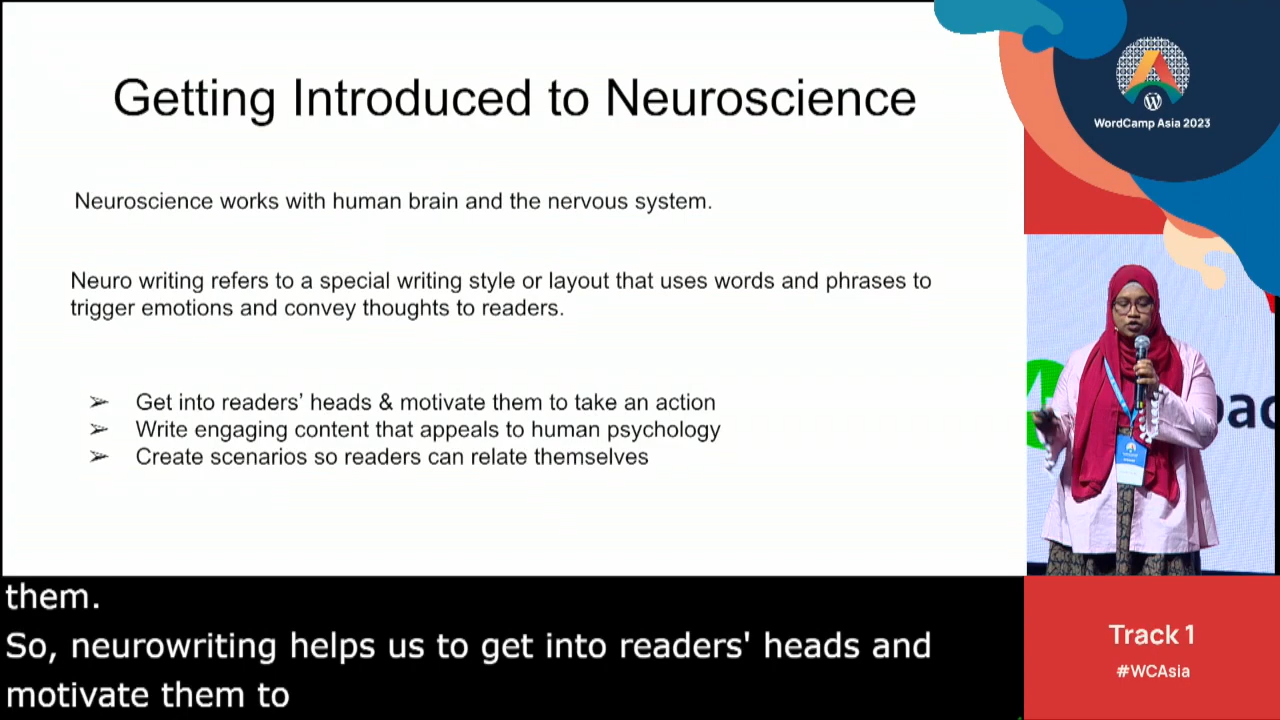 Getting Introduced to Neuroscience
Neuroscience works with human brain and the nervous system.
Neuro writing refers to a special writing style or layout that uses words and phrases to
trigger emotions and convey thoughts to readers.
➢ Get into readers’ heads & motivate them to take an action
➢ Write engaging content that appeals to human psychology
➢ Create scenarios so readers can relate themselves
WordCamp Asia 2023
them.
So, neurowriting helps us to get into readers' heads and
motivate them to
Track 1
#WCAsia